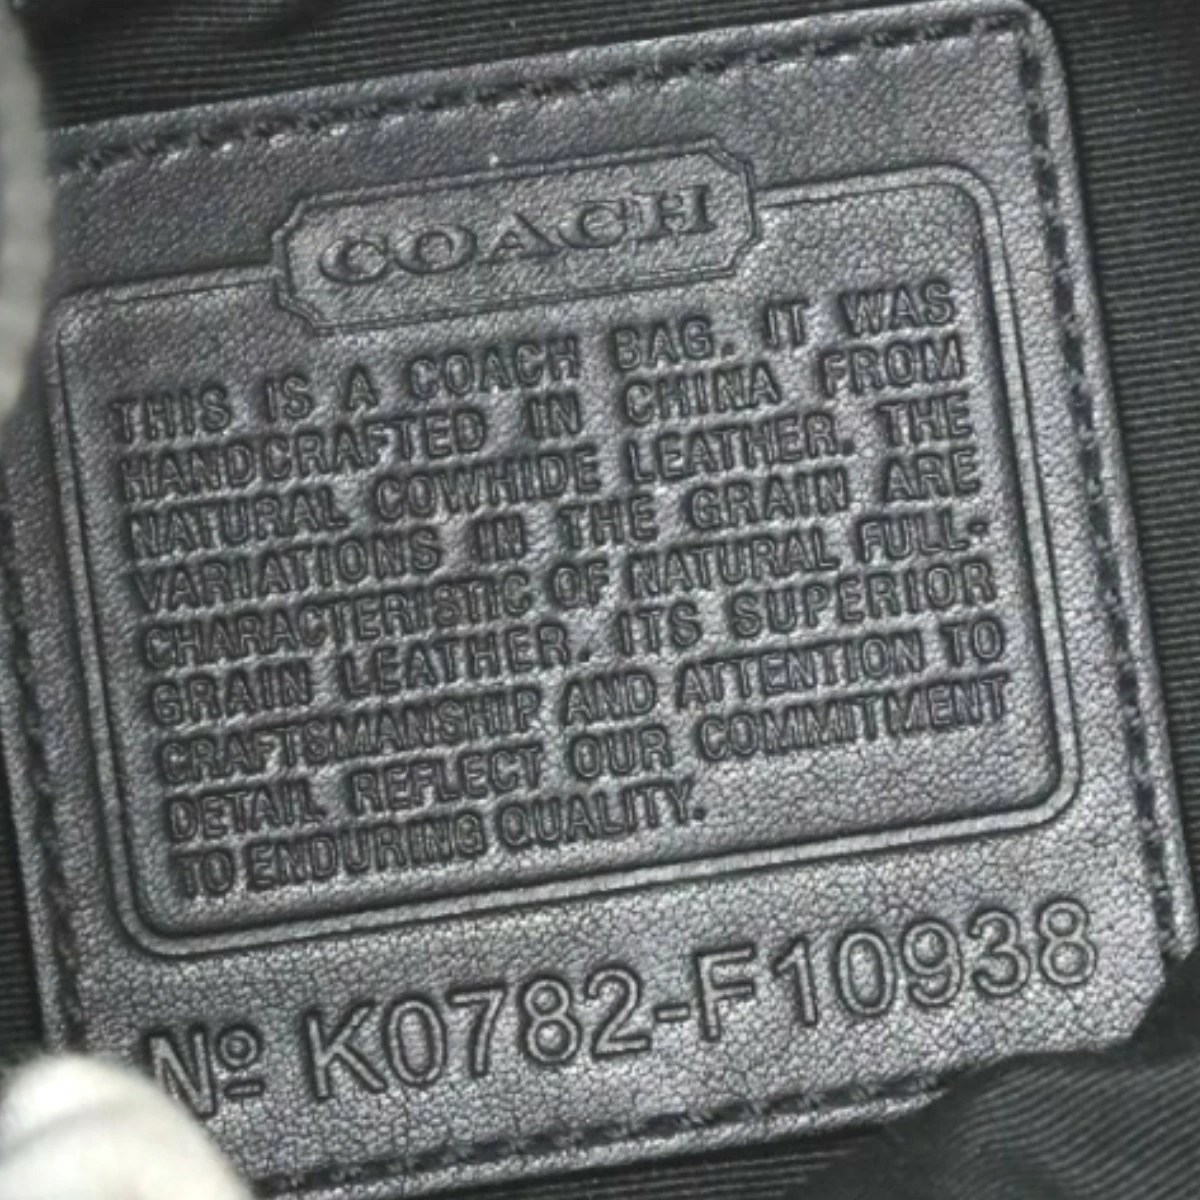 COACH
THIS IS A COACH BAG. IT WAS
HANDCRAFTED IN CHINA FROM
NATURAL COWHIDE LEATHER. THE
VARIATIONS IN THE GRAIN ARE
CHARACTERISTIC OF NATURAL FULL-
GRAIN LEATHER. ITS SUPERIOR
CRAFTSMANSHIP AND ATTENTION TO
DETAIL REFLECT OUR COMMITMENT
TO ENDURING QUALITY.
Nº K0782-F10938